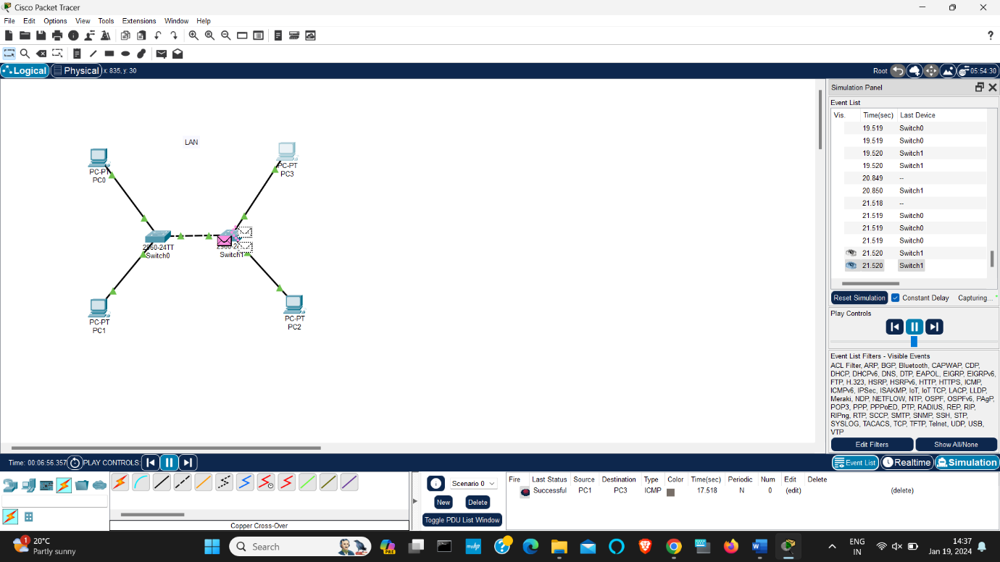 Cisco Packet Tracer
File Edit Options View Tools Extensions Window Help
?
Logical Physical x: 835, y: 30 Root 05:54:30
Simulation Panel
Event List
Vis. Time(sec) Last Device
19.519 Switch0
19.519 Switch0
19.520 Switch1
19.520 Switch1
20.849 --
20.850 Switch1
21.518 --
21.519 Switch0
21.519 Switch0
21.519 Switch0
21.520 Switch1
21.520 Switch1
Reset Simulation Constant Delay Capturing...
Play Controls
Event List Filters - Visible Events
ACL Filter, ARP, BGP, Bluetooth, CAPWAP, CDP,
DHCP, DHCPv6, DNS, DTP, EAPOL, EIGRP, EIGRPv6,
FTP, H.323, HSRP, HSRPv6, HTTP, HTTPS, ICMP,
ICMPv6, IPSec, ISAKMP, IoT, IoT TCP, LACP, LLDP,
Meraki, NDP, NETFLOW, NTP, OSPF, OSPFv6, PAgP,
POP3, PPP, PPPoED, PTP, RADIUS, REP, RIP,
RIPng, RTP, SCCP, SMTP, SNMP, SSH, STP,
SYSLOG, TACACS, TCP, TFTP, Telnet, UDP, USB,
VTP
Edit Filters Show All/None
LAN
PC-PT
PC0
PC-PT
PC3
2960-24TT
Switch0
Switch1
PC-PT
PC1
PC-PT
PC2
Time: 00:06:56.357 PLAY CONTROLS:
Event List Realtime Simulation
Copper Cross-Over
Scenario 0
New Delete
Toggle PDU List Window
Fire Last Status Source Destination Type Color Time(sec) Periodic Num Edit Delete
Successful PC1 PC3 ICMP 17.518 N 0 (edit) (delete)
1
20°C
Partly sunny
Search
PRE
myhp
ENG
IN
14:37
Jan 19, 2024